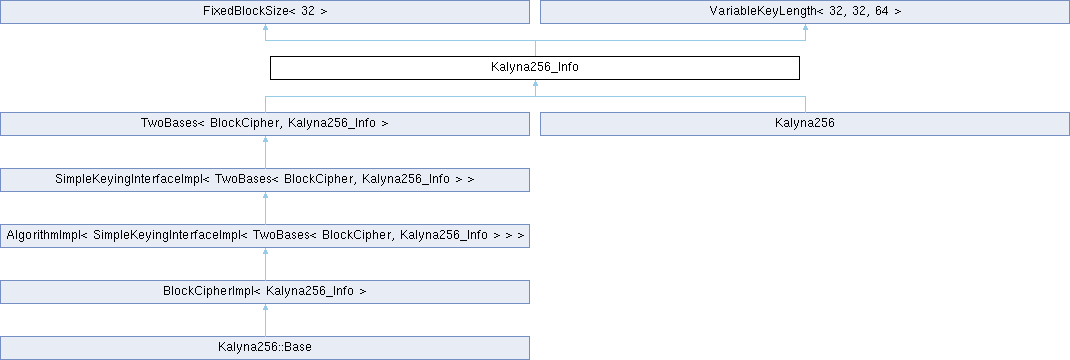 FixedBlockSize< 32 >
VariableKeyLength< 32, 32, 64 >
Kalyna256_Info
TwoBases< BlockCipher, Kalyna256_Info >
Kalyna256
SimpleKeyingInterfaceImpl< TwoBases< BlockCipher, Kalyna256_Info > >
AlgorithmImpl< SimpleKeyingInterfaceImpl< TwoBases< BlockCipher, Kalyna256_Info > > >
BlockCipherImpl< Kalyna256_Info >
Kalyna256::Base